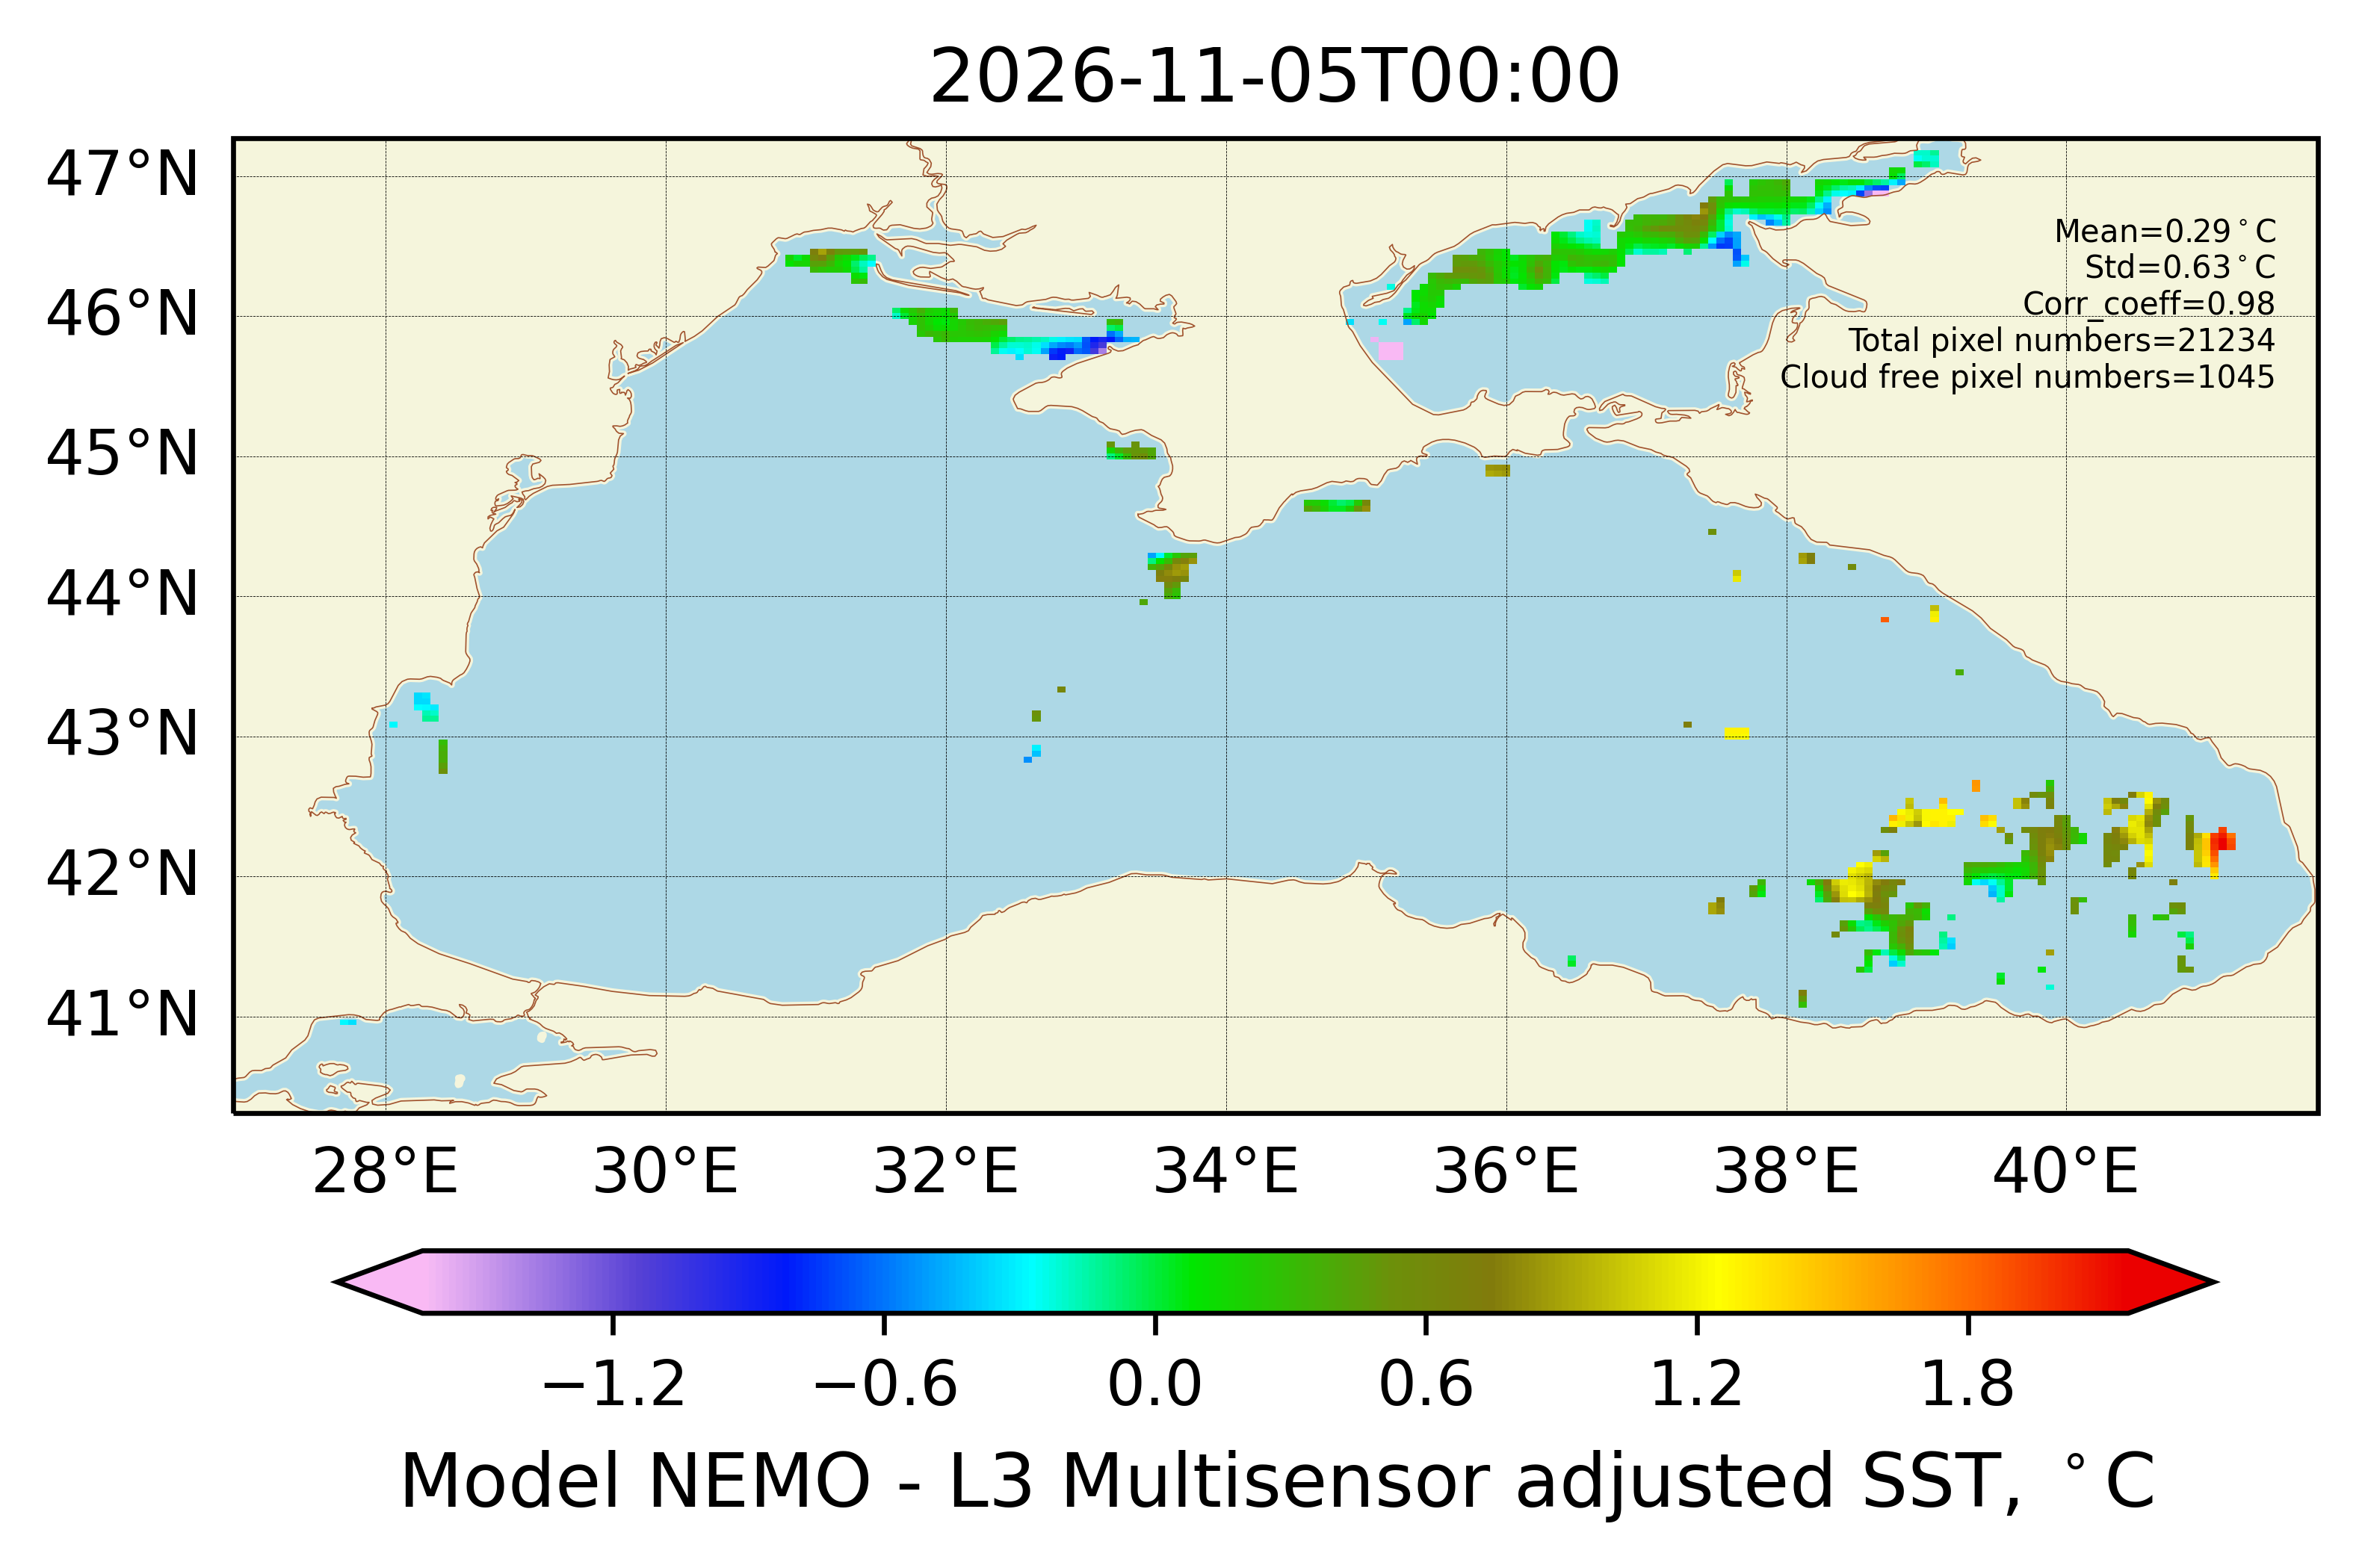 2026-11-05T00:00
47°N
46°N
45°N
44°N
43°N
42°N
41°N
Mean=0.29°C
Std=0.63°C
Corr_coeff=0.98
Total pixel numbers=21234
Cloud free pixel numbers=1045
28°E 30°E 32°E 34°E 36°E 38°E 40°E
−1.2 −0.6 0.0 0.6 1.2 1.8
Model NEMO - L3 Multisensor adjusted SST, °C